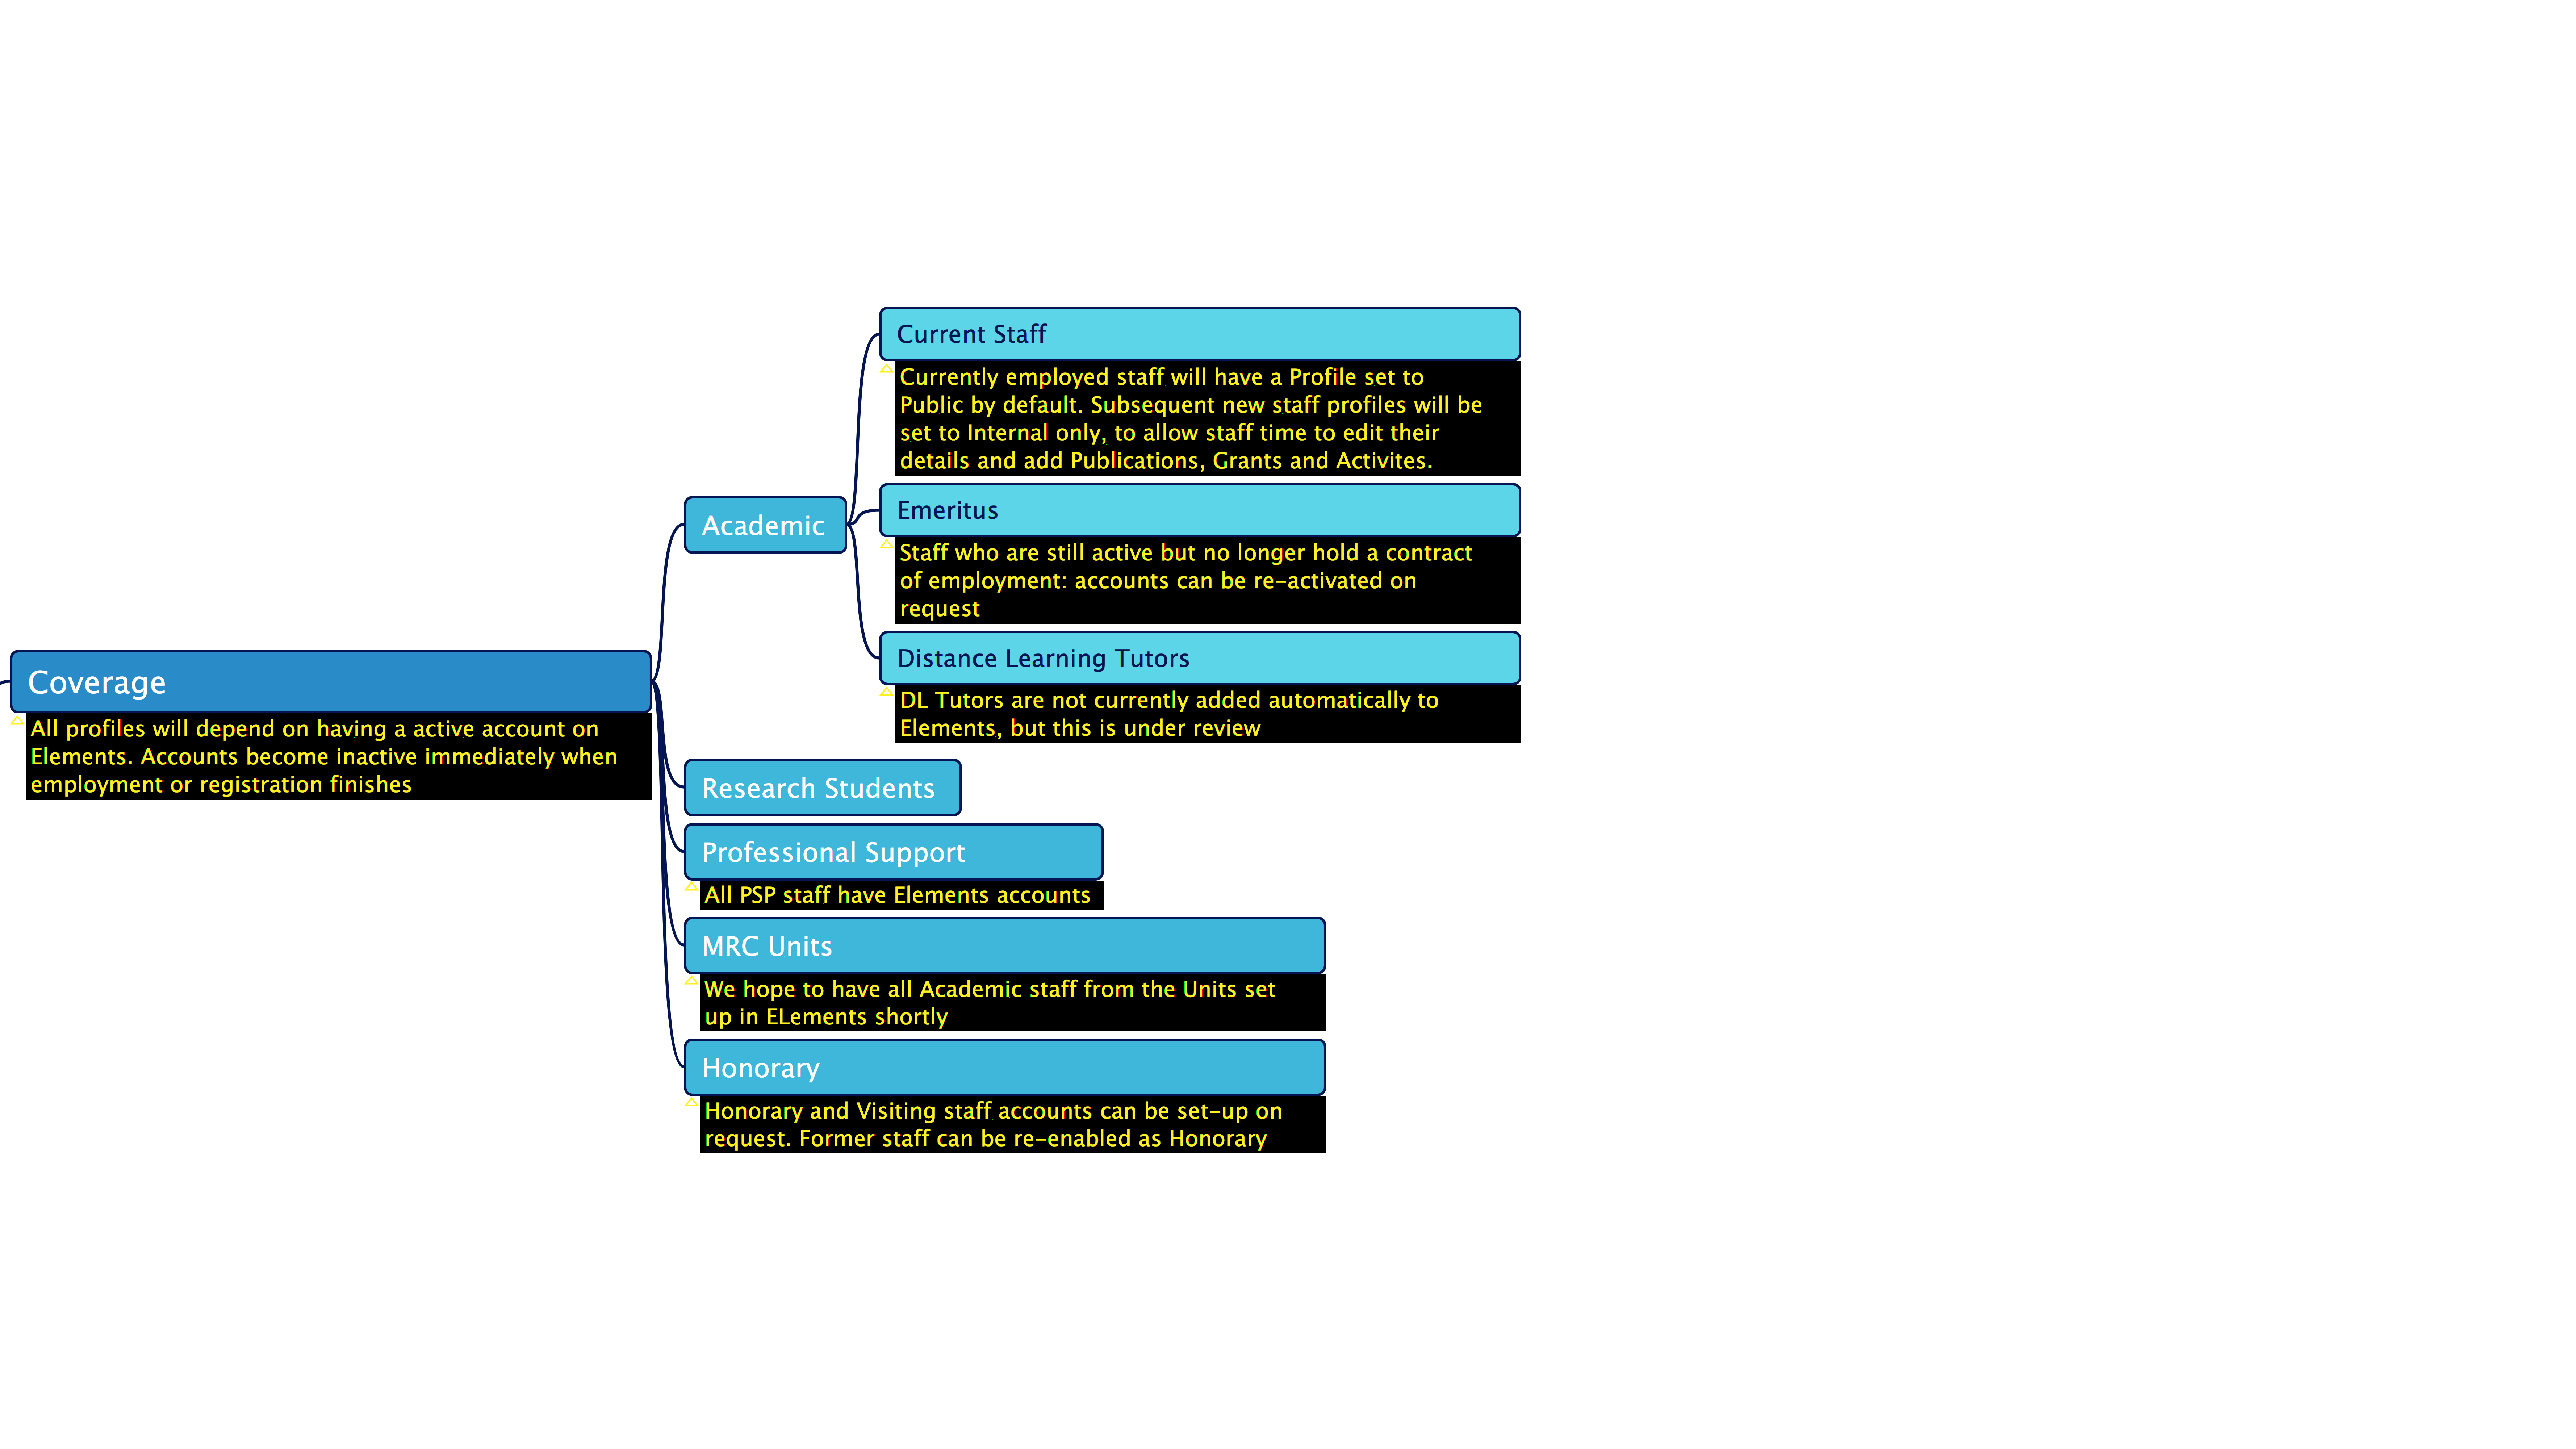 Coverage
All profiles will depend on having a active account on
Elements. Accounts become inactive immediately when
employment or registration finishes
Academic
Current Staff
Currently employed staff will have a Profile set to
Public by default. Subsequent new staff profiles will be
set to Internal only, to allow staff time to edit their
details and add Publications, Grants and Activites.
Emeritus
Staff who are still active but no longer hold a contract
of employment: accounts can be re-activated on
request
Distance Learning Tutors
DL Tutors are not currently added automatically to
Elements, but this is under review
Research Students
Professional Support
All PSP staff have Elements accounts
MRC Units
We hope to have all Academic staff from the Units set
up in ELements shortly
Honorary
Honorary and Visiting staff accounts can be set-up on
request. Former staff can be re-enabled as Honorary